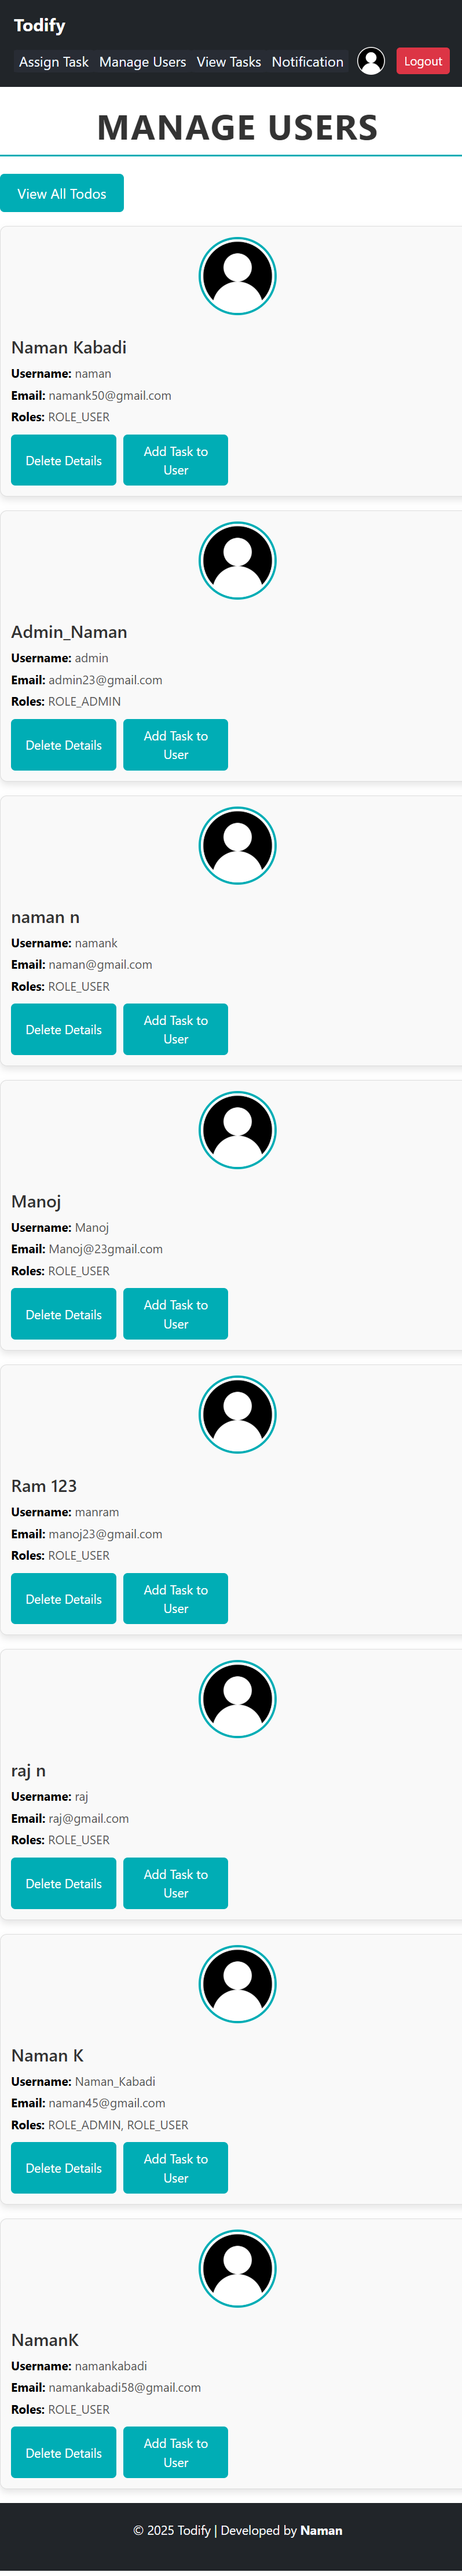 Todify
Assign Task Manage Users View Tasks Notification Logout
MANAGE USERS
View All Todos
Naman Kabadi
Username: naman
Email: namank50@gmail.com
Roles: ROLE_USER
Delete Details
Add Task to
User
Admin_Naman
Username: admin
Email: admin23@gmail.com
Roles: ROLE_ADMIN
Delete Details
Add Task to
User
naman n
Username: namank
Email: naman@gmail.com
Roles: ROLE_USER
Delete Details
Add Task to
User
Manoj
Username: Manoj
Email: Manoj@23gmail.com
Roles: ROLE_USER
Delete Details
Add Task to
User
Ram 123
Username: manram
Email: manoj23@gmail.com
Roles: ROLE_USER
Delete Details
Add Task to
User
raj n
Username: raj
Email: raj@gmail.com
Roles: ROLE_USER
Delete Details
Add Task to
User
Naman K
Username: Naman_Kabadi
Email: naman45@gmail.com
Roles: ROLE_ADMIN, ROLE_USER
Delete Details
Add Task to
User
NamanK
Username: namankabadi
Email: namankabadi58@gmail.com
Roles: ROLE_USER
Delete Details
Add Task to
User
© 2025 Todify | Developed by Naman